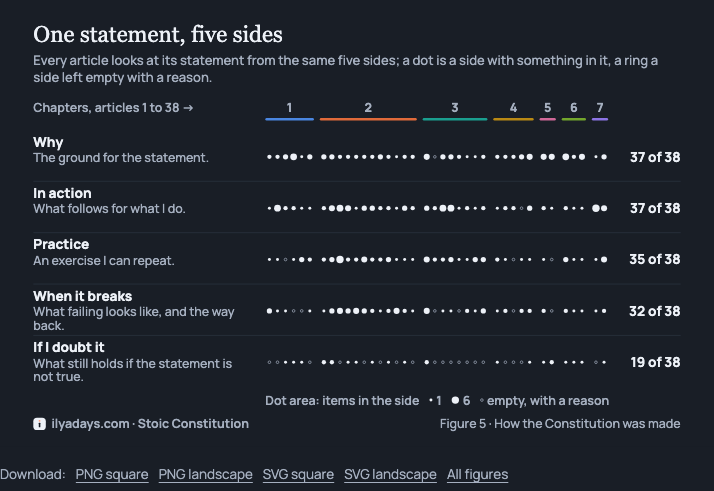 One statement, five sides
Every article looks at its statement from the same five sides; a dot is a side with something in it, a ring a
side left empty with a reason.
Chapters, articles 1 to 38 → 1 2 3 4 5 6 7
Why
The ground for the statement. 37 of 38
In action
What follows for what I do. 37 of 38
Practice
An exercise I can repeat. 35 of 38
When it breaks
What failing looks like, and the way
back.
32 of 38
If I doubt it
What still holds if the statement is
not true.
19 of 38
Dot area: items in the side 1 6 empty, with a reason
i ilyadays.com · Stoic Constitution Figure 5 · How the Constitution was made
Download: PNG square PNG landscape SVG square SVG landscape All figures